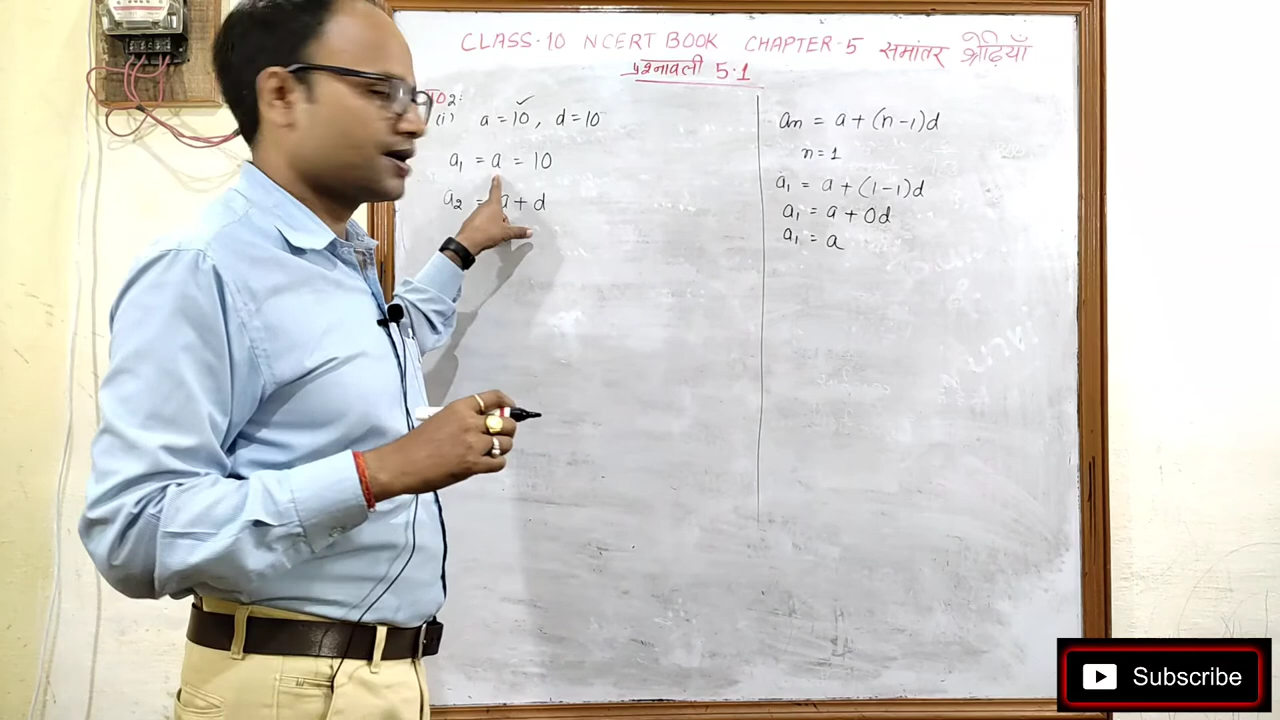 CLASS-10 NCERT BOOK CHAPTER-5 समांतर श्रेढ़ियाँ
प्रश्नावली 5.1
2:
(i) a = 10, d = 10
a₁ = a = 10
a₂ = a + d
aₙ = a + (n-1)d
n = 1
a₁ = a + (1-1)d
a₁ = a + 0d
a₁ = a
Subscribe